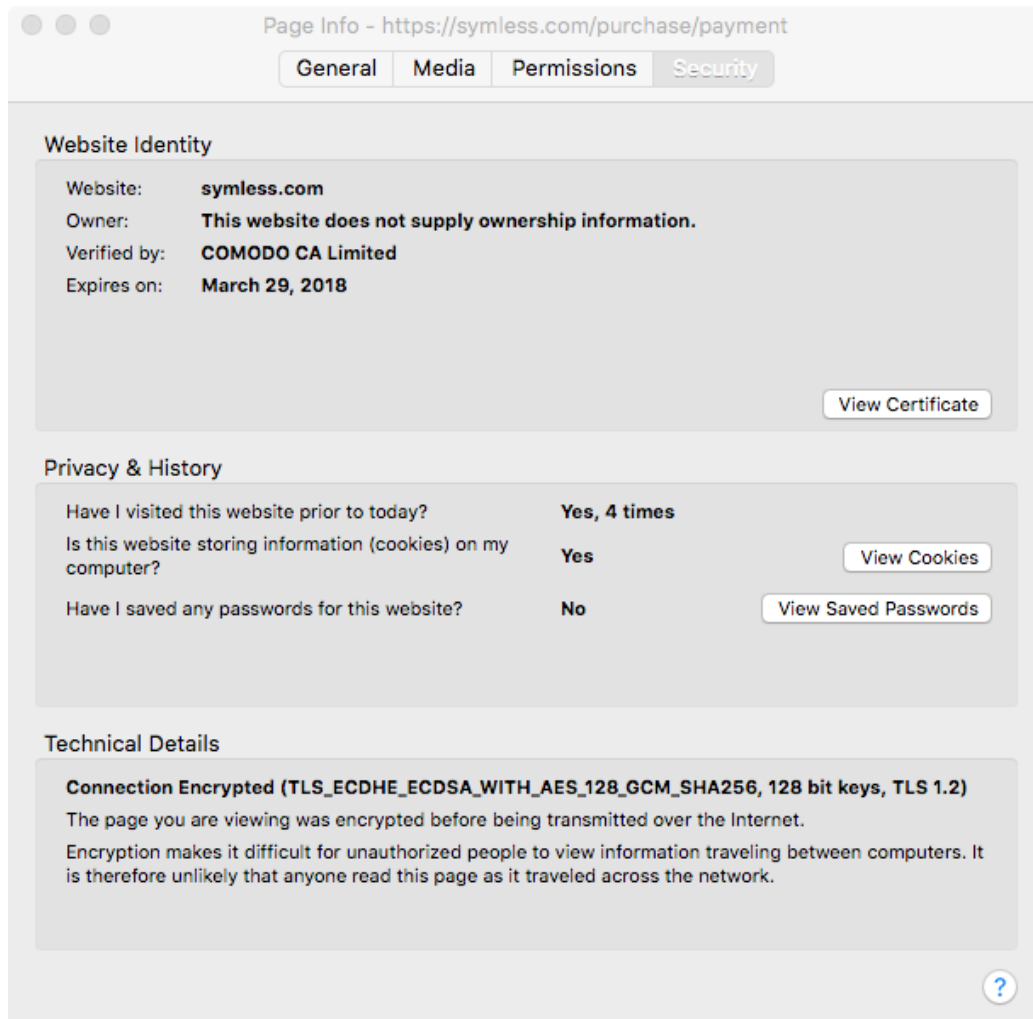 Page Info - https://symless.com/purchase/payment
General Media Permissions Security
Website Identity
Website: symless.com
Owner: This website does not supply ownership information.
Verified by: COMODO CA Limited
Expires on: March 29, 2018
View Certificate
Privacy & History
Have I visited this website prior to today? Yes, 4 times
Is this website storing information (cookies) on my
computer? Yes View Cookies
Have I saved any passwords for this website? No View Saved Passwords
Technical Details
Connection Encrypted (TLS_ECDHE_ECDSA_WITH_AES_128_GCM_SHA256, 128 bit keys, TLS 1.2)
The page you are viewing was encrypted before being transmitted over the Internet.
Encryption makes it difficult for unauthorized people to view information traveling between computers. It
is therefore unlikely that anyone read this page as it traveled across the network.
?